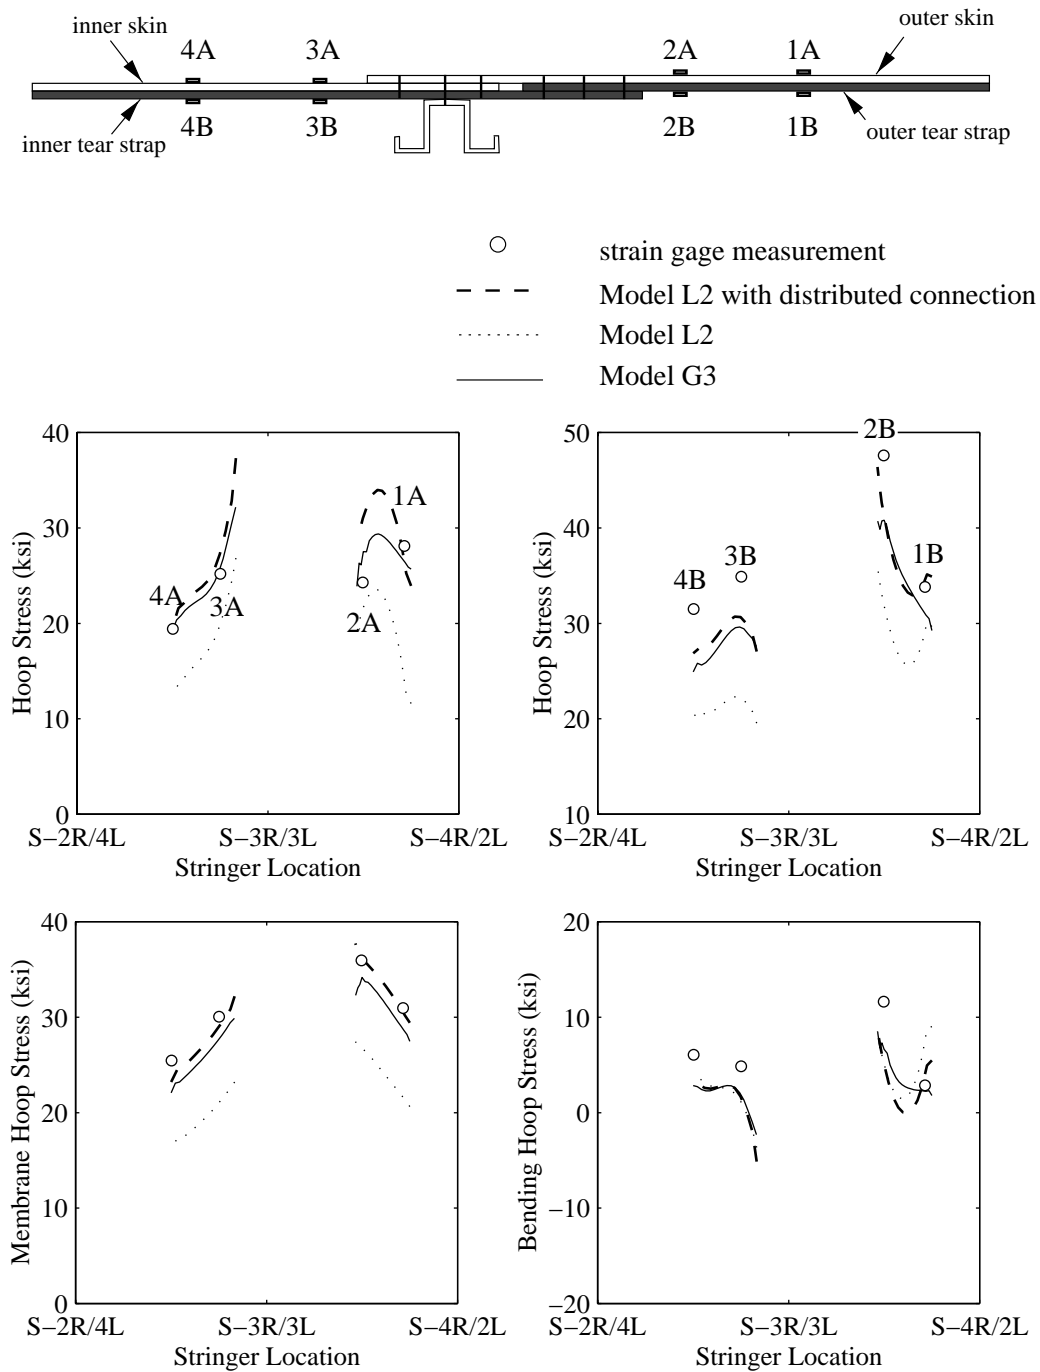 inner skin
outer skin
4A 3A 2A 1A
4B 3B 2B 1B
inner tear strap
outer tear strap
strain gage measurement
Model L2 with distributed connection
Model L2
Model G3
40
30
20
10
0
Hoop Stress (ksi)
4A
3A
2A
1A
S−2R/4L S−3R/3L S−4R/2L
Stringer Location
50
40
30
20
10
Hoop Stress (ksi)
4B
3B
2B
1B
S−2R/4L S−3R/3L S−4R/2L
Stringer Location
40
30
20
10
0
Membrane Hoop Stress (ksi)
S−2R/4L S−3R/3L S−4R/2L
Stringer Location
20
10
0
−10
−20
Bending Hoop Stress (ksi)
S−2R/4L S−3R/3L S−4R/2L
Stringer Location